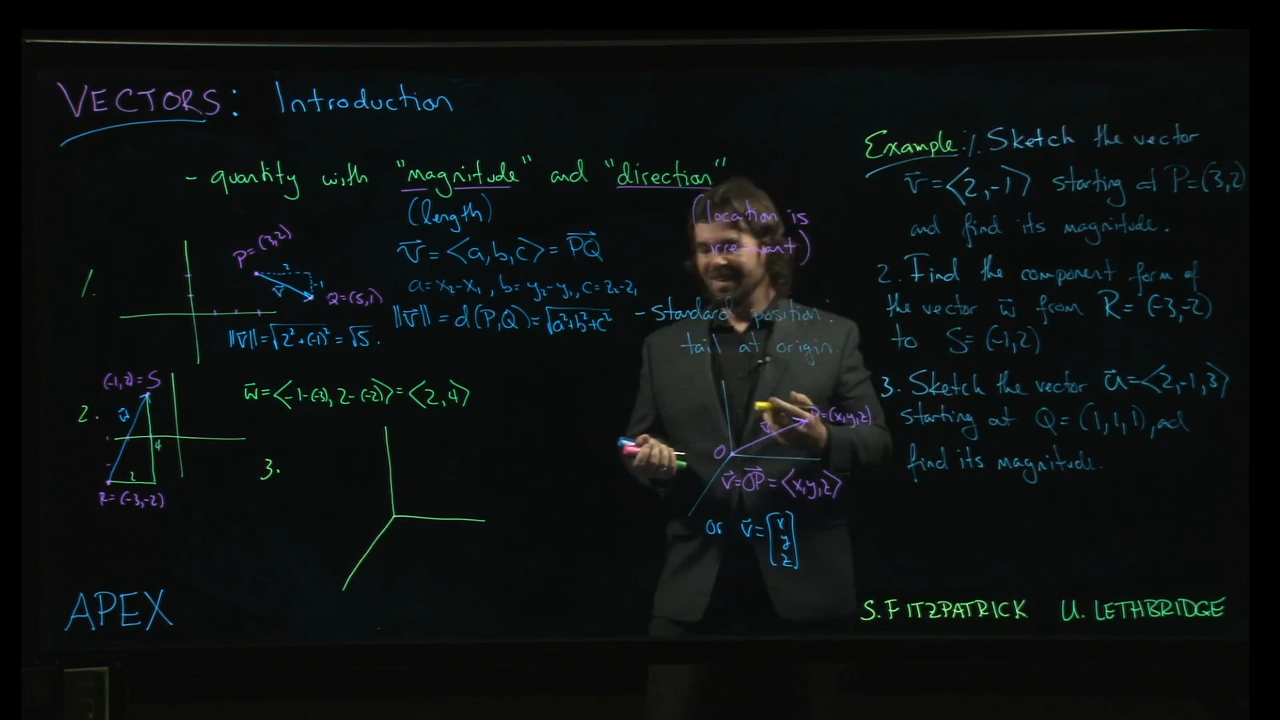 VECTORS: Introduction
- quantity with "magnitude" and "direction"
(length)
(location is
v⃗ = <a,b,c> = PQ⃗
a = x₂-x₁, b = y₂-y₁, c = z₂-z₁
||v⃗|| = d(P,Q) = √a²+b²+c²
- Standard position:
tail at origin.
O
v⃗
P=(x,y,z)
v⃗ = OP⃗ = <x,y,z>
or v⃗ = [x
y
z]
1.
P=(3,2)
2
-1
v⃗
Q=(5,1)
||v⃗|| = √2²+(-1)² = √5.
2.
(-1,2) = S
w⃗
4
2
R=(-3,-2)
w⃗ = <-1-(-3), 2-(-2)> = <2,4>
3.
Example: 1. Sketch the vector
v⃗ = <2,-1> starting at P=(3,2)
and find its magnitude.
2. Find the component form of
the vector w⃗ from R=(-3,-2)
to S=(-1,2)
3. Sketch the vector u⃗ = <2,-1,3>
starting at Q=(1,1,1), and
find its magnitude.
APEX
S. FITZPATRICK U. LETHBRIDGE